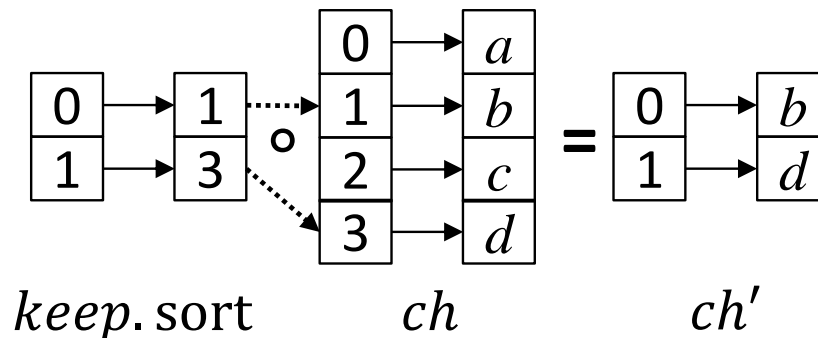 0 a
0 1 1 b 0 b
∘ =
1 3 2 c 1 d
3 d
keep. sort ch ch′